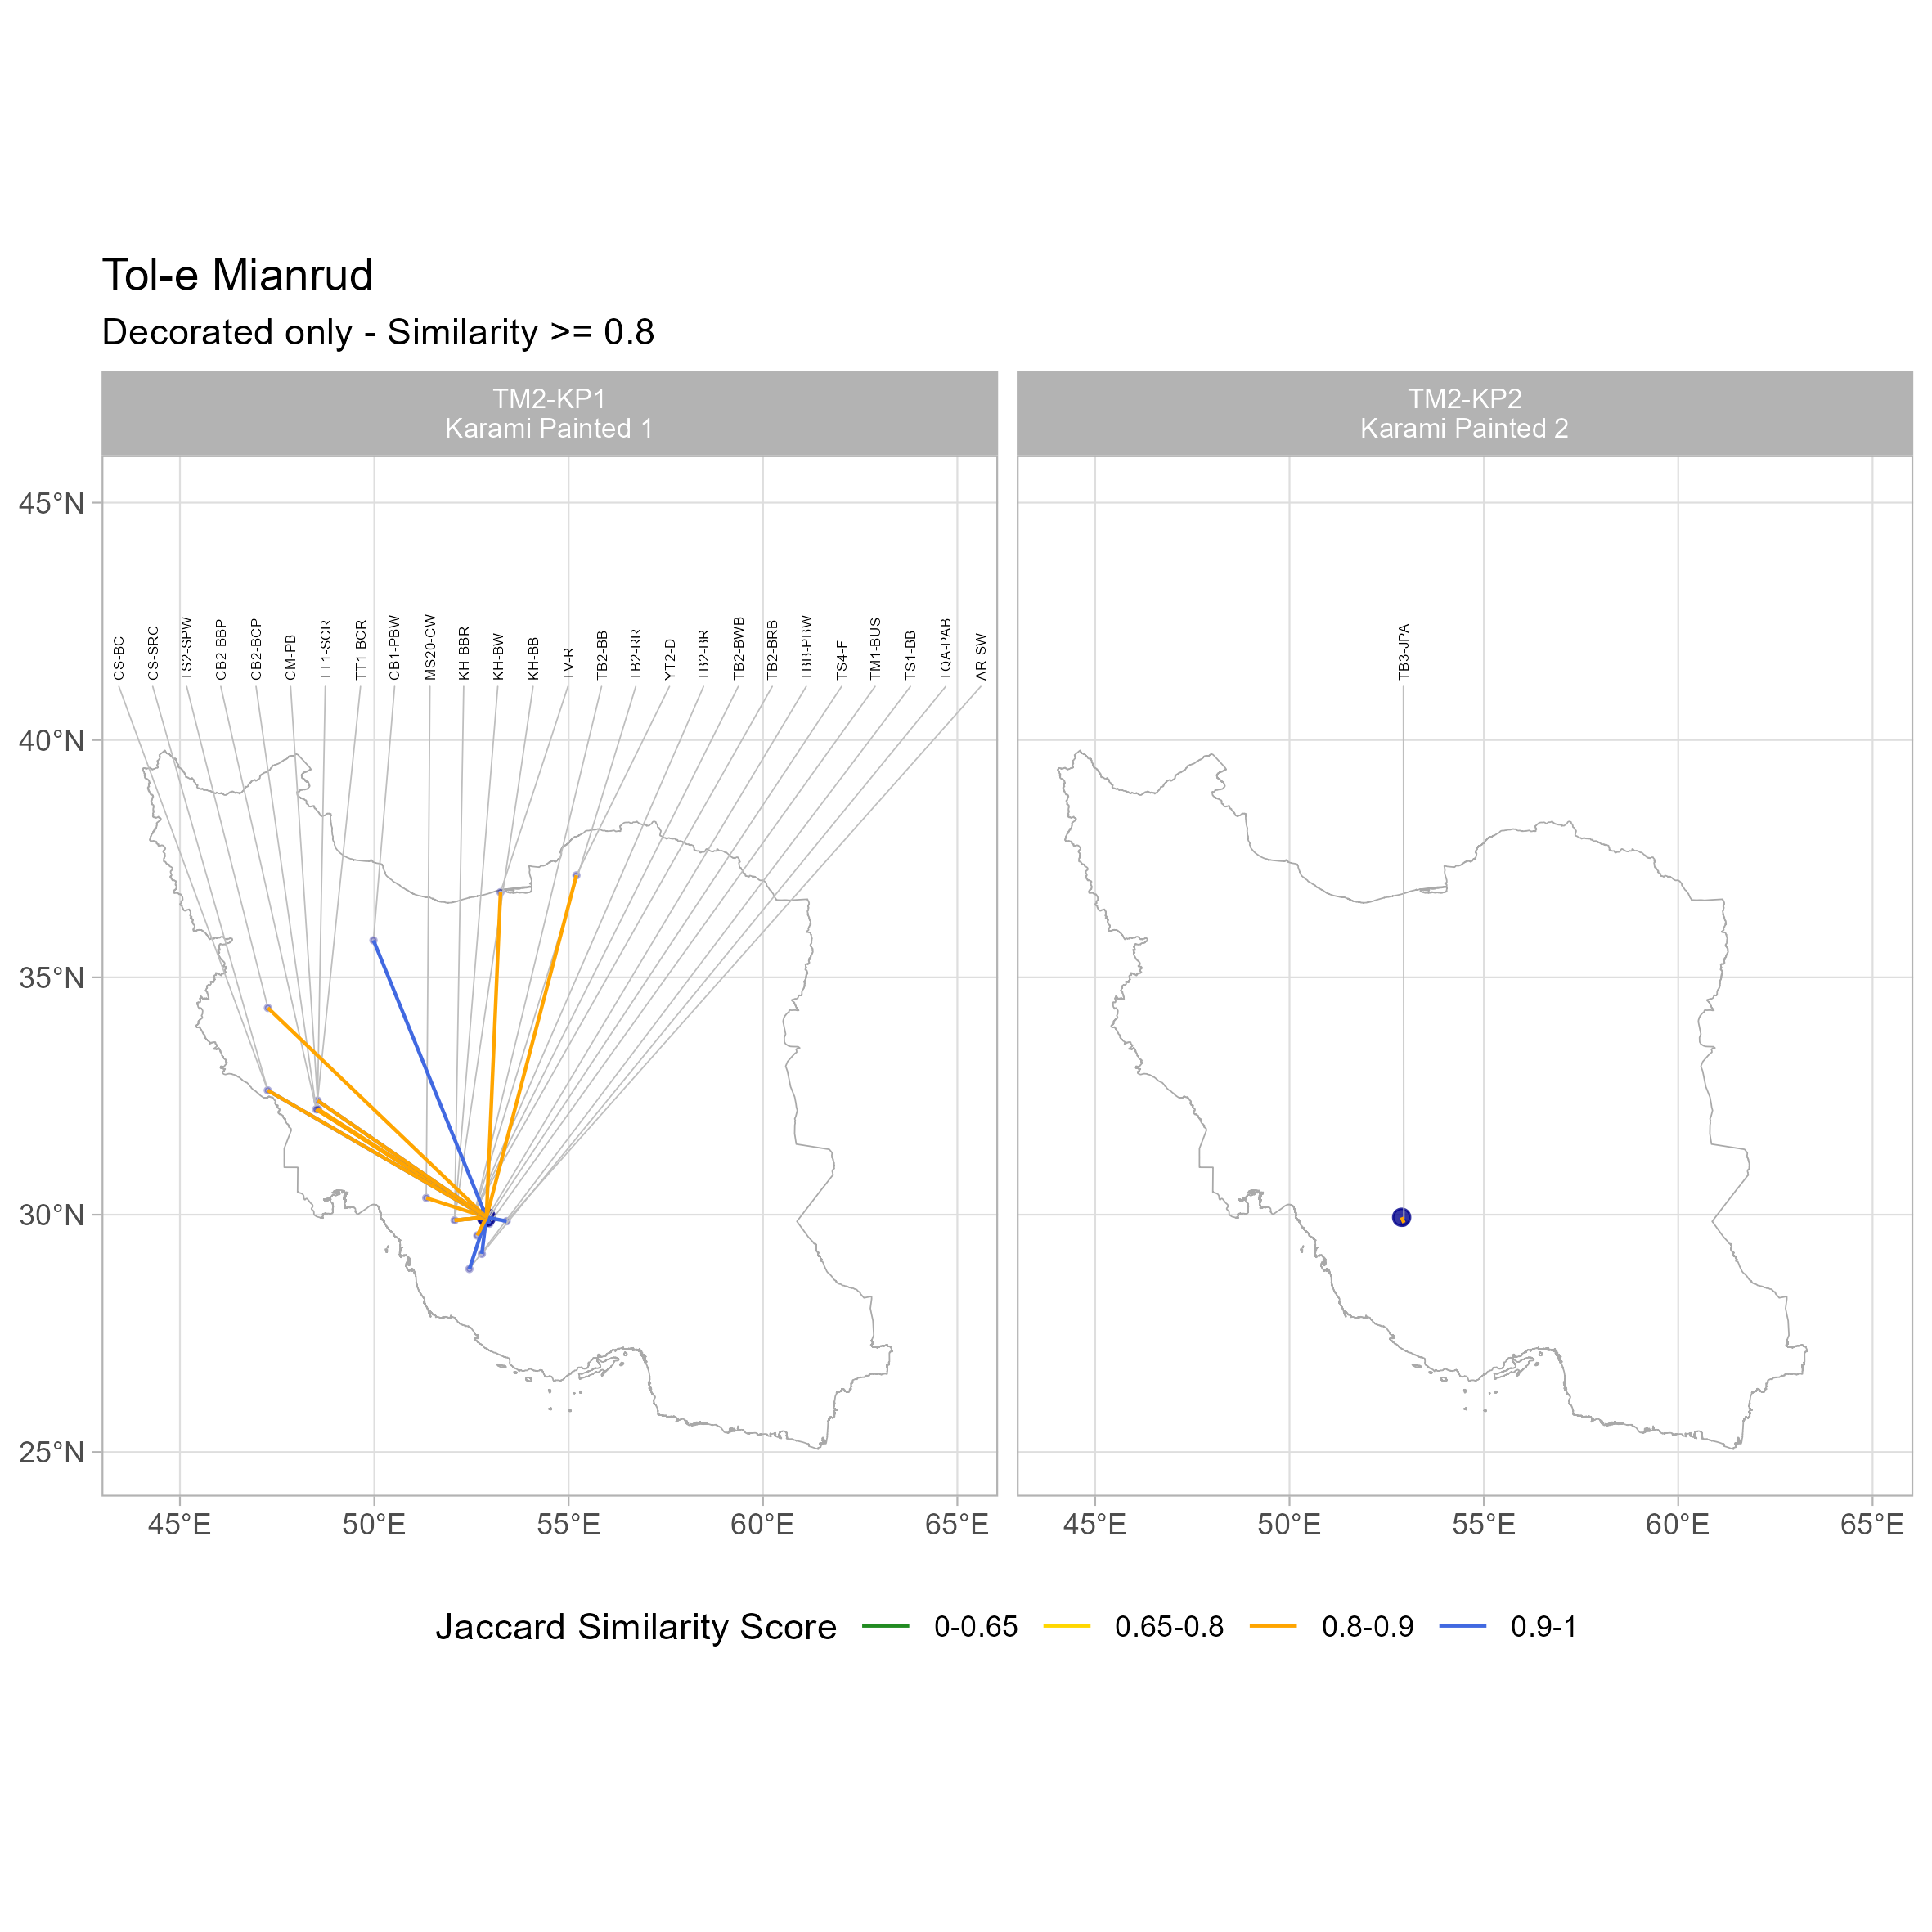 Tol-e Mianrud
Decorated only - Similarity >= 0.8
TM2-KP1
Karami Painted 1
TM2-KP2
Karami Painted 2
CS-BC
CS-SRC
TS2-SPW
CB2-BBP
CB2-BCP
CM-PB
TT1-SCR
TT1-BCR
CB1-PBW
MS20-CW
KH-BBR
KH-BW
KH-BB
TV-R
TB2-BB
TB2-RR
YT2-D
TB2-BR
TB2-BWB
TB2-BRB
TBB-PBW
TS4-F
TM1-BUS
TS1-BB
TQA-PAB
AR-SW
TB3-JPA
45°N
40°N
35°N
30°N
25°N
45°E 50°E 55°E 60°E 65°E
45°E 50°E 55°E 60°E 65°E
Jaccard Similarity Score 0-0.65 0.65-0.8 0.8-0.9 0.9-1